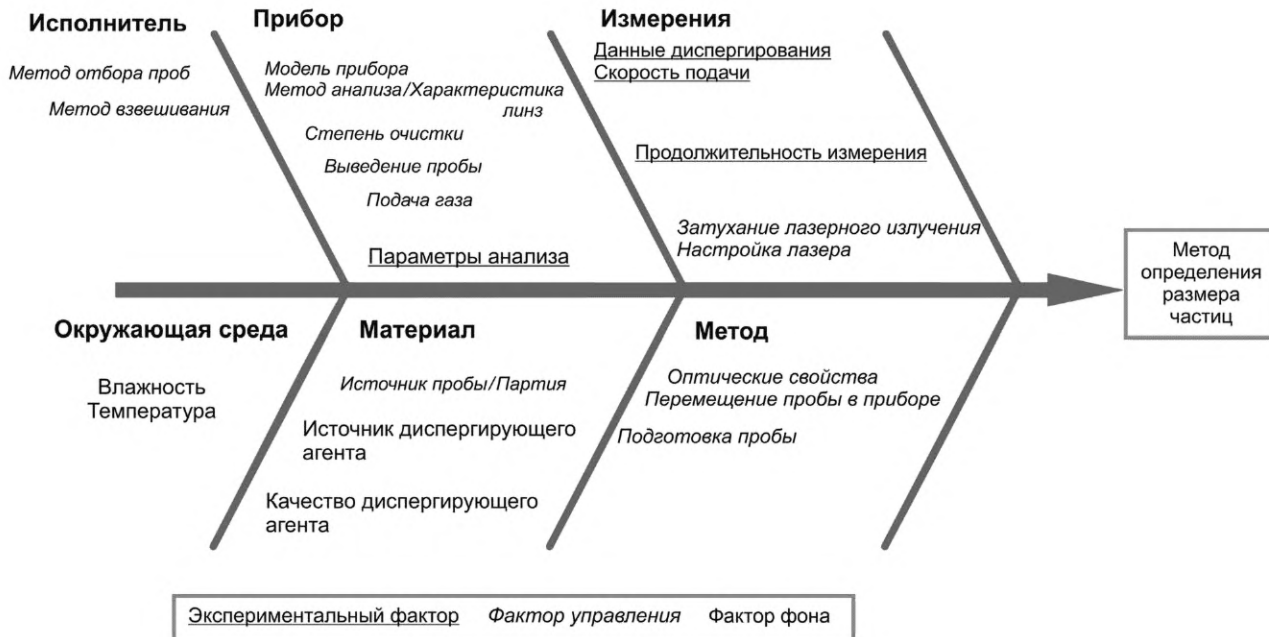 Исполнитель
Метод отбора проб
Метод взвешивания
Прибор
Модель прибора
Метод анализа/Характеристика
линз
Степень очистки
Выведение пробы
Подача газа
Параметры анализа
Измерения
Данные диспергирования
Скорость подачи
Продолжительность измерения
Затухание лазерного излучения
Настройка лазера
Метод
определения
размера
частиц
Окружающая среда
Влажность
Температура
Материал
Источник пробы/Партия
Источник диспергирующего
агента
Качество диспергирующего
агента
Метод
Оптические свойства
Перемещение пробы в приборе
Подготовка пробы
Экспериментальный фактор Фактор управления Фактор фона